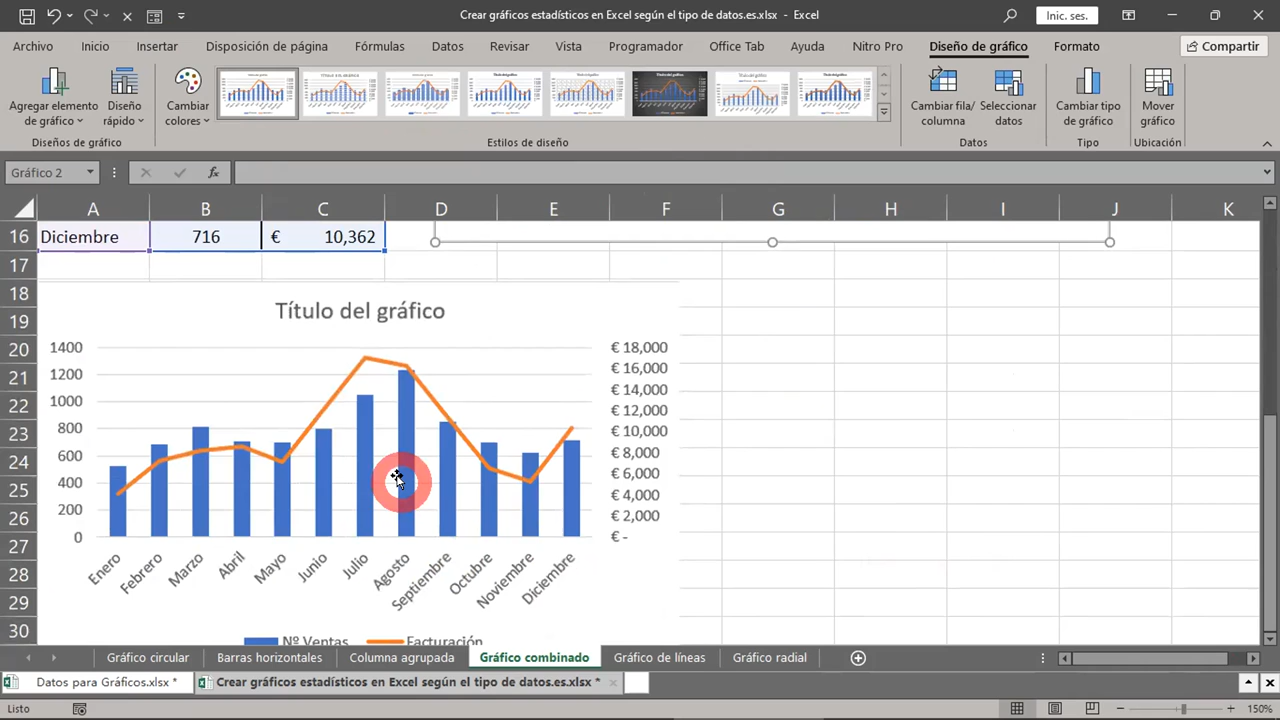 Crear gráficos estadísticos en Excel según el tipo de datos.es.xlsx - Excel
Inic. ses.
Archivo Inicio Insertar Disposición de página Fórmulas Datos Revisar Vista Programador Office Tab Ayuda Nitro Pro Diseño de gráfico Formato Compartir
Agregar elemento de gráfico
Diseño rápido
Cambiar colores
Cambiar fila/ columna
Seleccionar datos
Cambiar tipo de gráfico
Mover gráfico
Diseños de gráfico Estilos de diseño Datos Tipo Ubicación
Gráfico 2 fx
A B C D E F G H I J K
16 Diciembre 716 € 10,362
17
18
19
20
21
22
23
24
25
26
27
28
29
30
Título del gráfico
1400
1200
1000
800
600
400
200
0
€ 18,000
€ 16,000
€ 14,000
€ 12,000
€ 10,000
€ 8,000
€ 6,000
€ 4,000
€ 2,000
€ -
Enero Febrero Marzo Abril Mayo Junio Julio Agosto Septiembre Octubre Noviembre Diciembre
Nº Ventas Facturación
Gráfico circular Barras horizontales Columna agrupada Gráfico combinado Gráfico de líneas Gráfico radial
Datos para Gráficos.xlsx * Crear gráficos estadísticos en Excel según el tipo de datos.es.xlsx *
Listo 150%